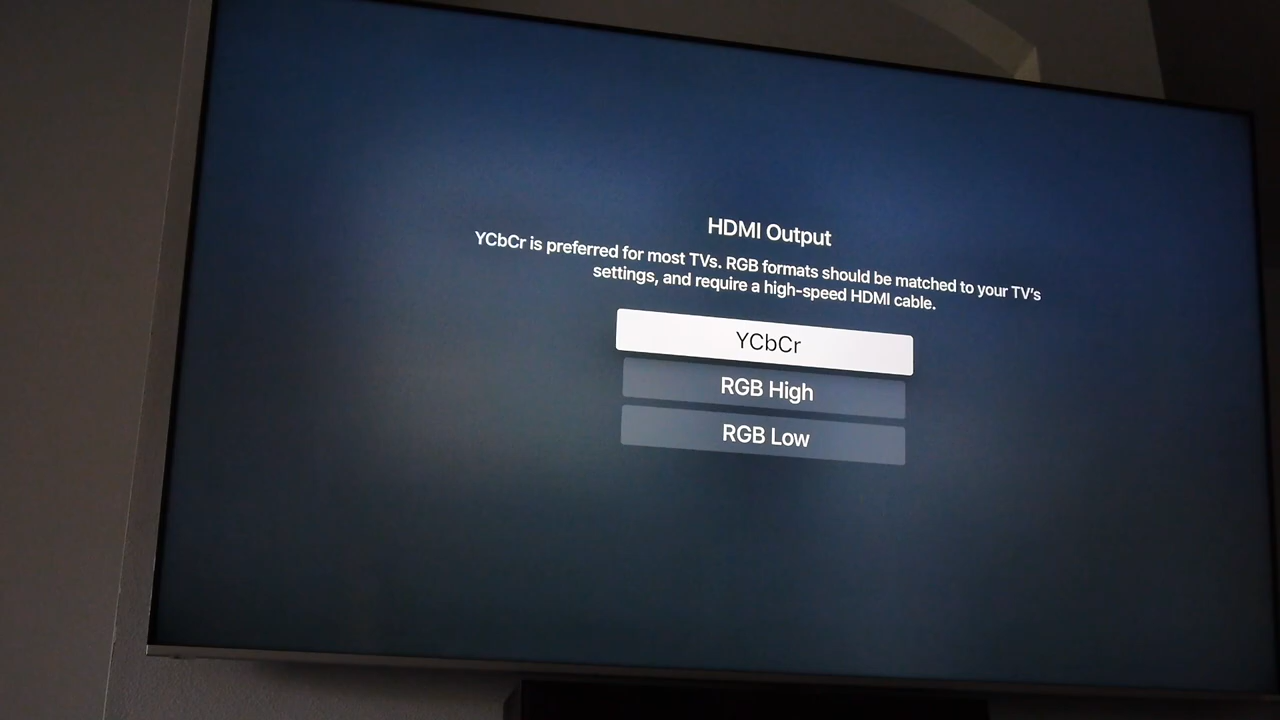 HDMI Output
YCbCr is preferred for most TVs. RGB formats should be matched to your TV's
settings, and require a high-speed HDMI cable.
YCbCr
RGB High
RGB Low